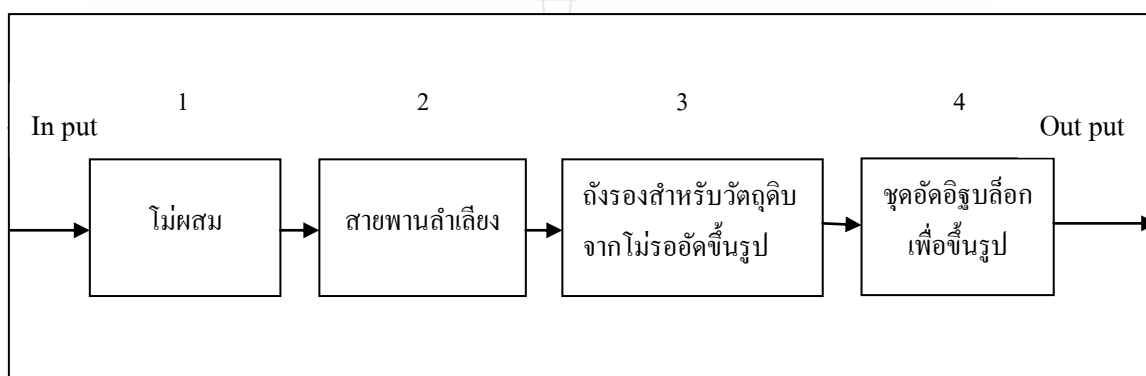 1
2
3
4
In put
Out put
โม่ผสม
สายพานลำเลียง
ถังรองสำหรับวัตถุดิบ
จากโม่รออัดขึ้นรูป
ชุดอัดอิฐบล็อก
เพื่อขึ้นรูป